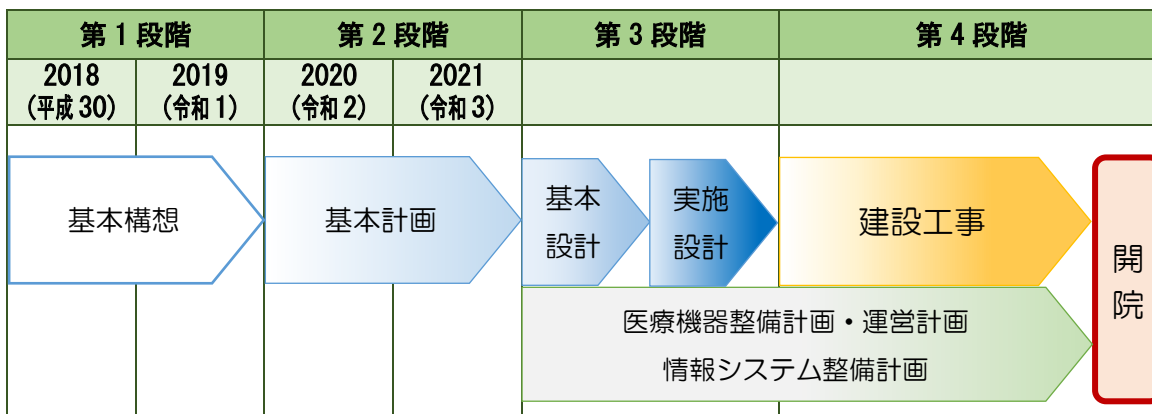 第1段階
第2段階
第3段階
第4段階
2018
(平成30)
2019
(令和1)
2020
(令和2)
2021
(令和3)
基本構想
基本計画
基本
設計
実施
設計
建設工事
医療機器整備計画・運営計画
情報システム整備計画
開
院